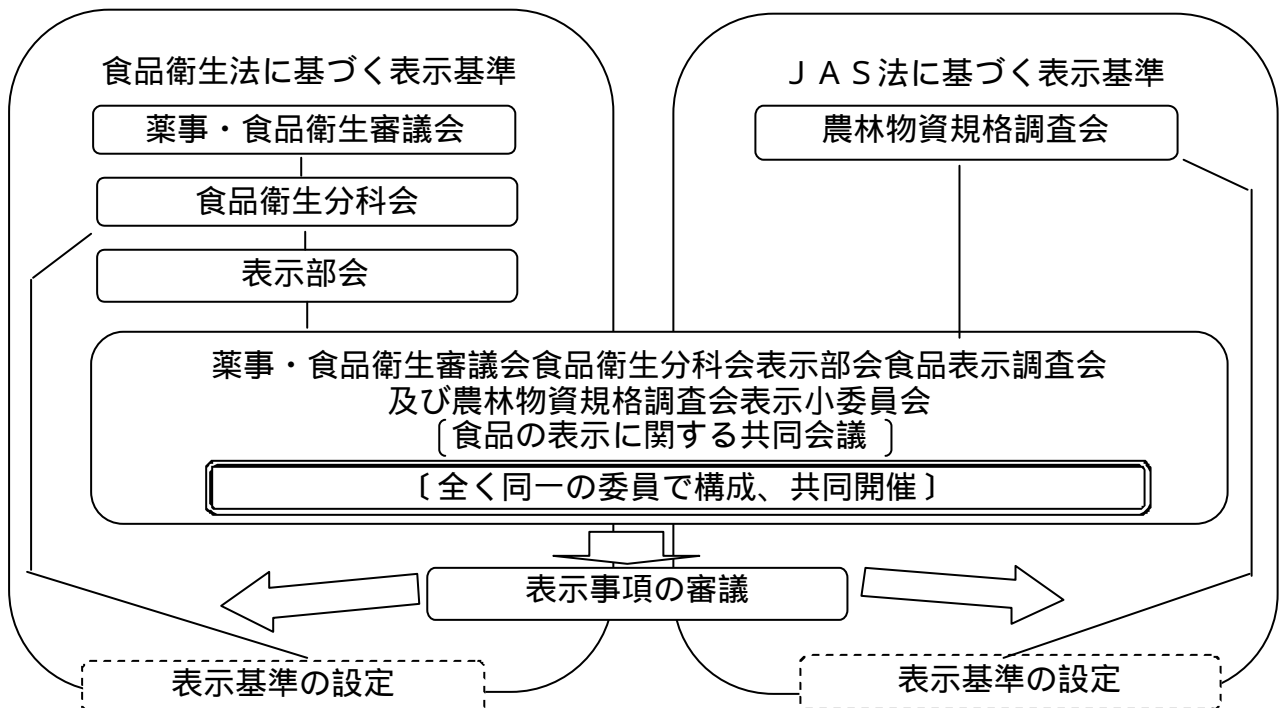 食品衛生法に基づく表示基準
薬事・食品衛生審議会
食品衛生分科会
表示部会
ＪＡＳ法に基づく表示基準
農林物資規格調査会
薬事・食品衛生審議会食品衛生分科会表示部会食品表示調査会
及び農林物資規格調査会表示小委員会
〔食品の表示に関する共同会議〕
〔全く同一の委員で構成、共同開催〕
表示事項の審議
表示基準の設定
表示基準の設定